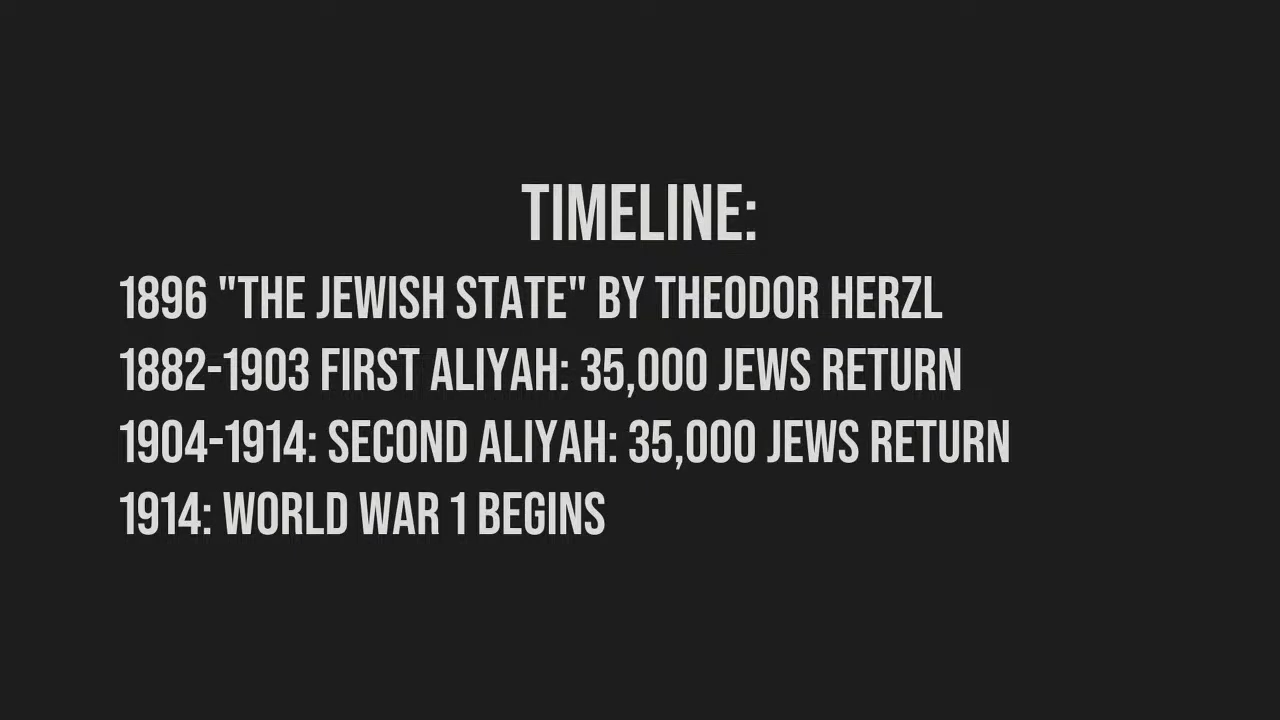 TIMELINE:
1896 "THE JEWISH STATE" BY THEODOR HERZL
1882-1903 FIRST ALIYAH: 35,000 JEWS RETURN
1904-1914: SECOND ALIYAH: 35,000 JEWS RETURN
1914: WORLD WAR 1 BEGINS